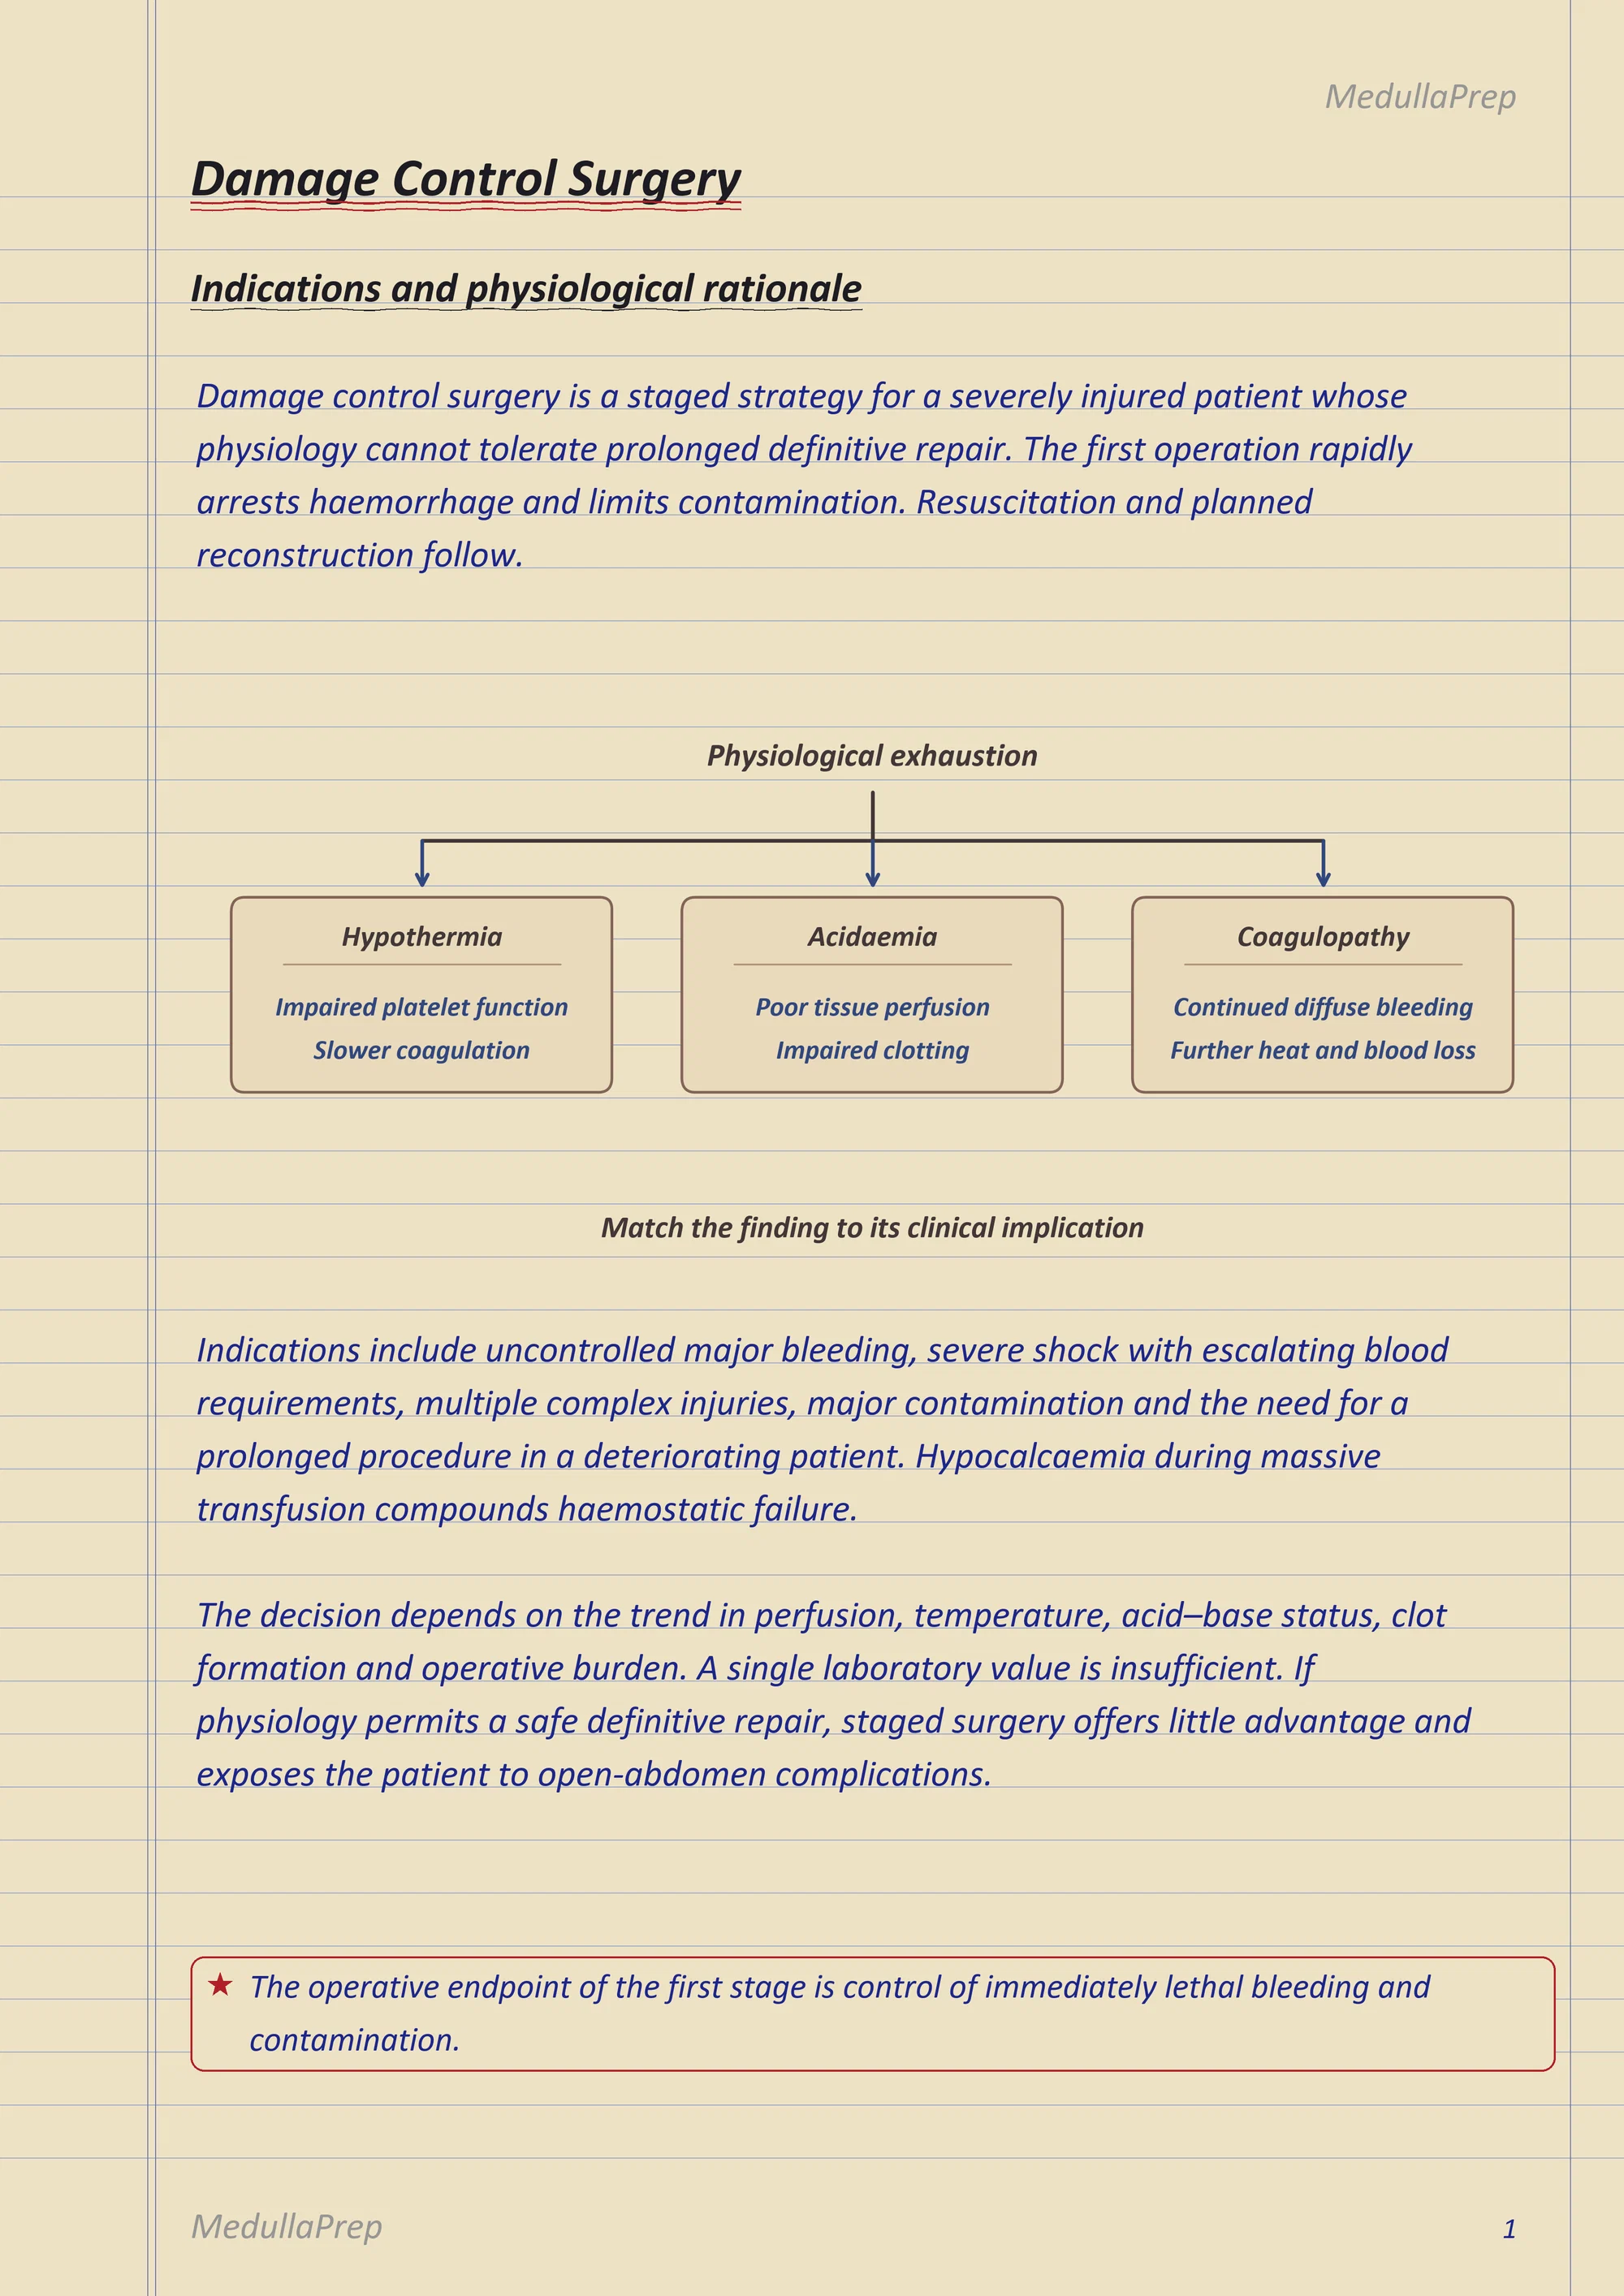 MedullaPrep
Damage Control Surgery
Indications and physiological rationale
Damage control surgery is a staged strategy for a severely injured patient whose
physiology cannot tolerate prolonged definitive repair. The first operation rapidly
arrests haemorrhage and limits contamination. Resuscitation and planned
reconstruction follow.
Physiological exhaustion
Hypothermia
Impaired platelet function
Slower coagulation
Acidaemia
Poor tissue perfusion
Impaired clotting
Coagulopathy
Continued diffuse bleeding
Further heat and blood loss
Match the finding to its clinical implication
Indications include uncontrolled major bleeding, severe shock with escalating blood
requirements, multiple complex injuries, major contamination and the need for a
prolonged procedure in a deteriorating patient. Hypocalcaemia during massive
transfusion compounds haemostatic failure.
The decision depends on the trend in perfusion, temperature, acid–base status, clot
formation and operative burden. A single laboratory value is insufficient. If
physiology permits a safe definitive repair, staged surgery offers little advantage and
exposes the patient to open-abdomen complications.
★ The operative endpoint of the first stage is control of immediately lethal bleeding and
contamination.
MedullaPrep
1